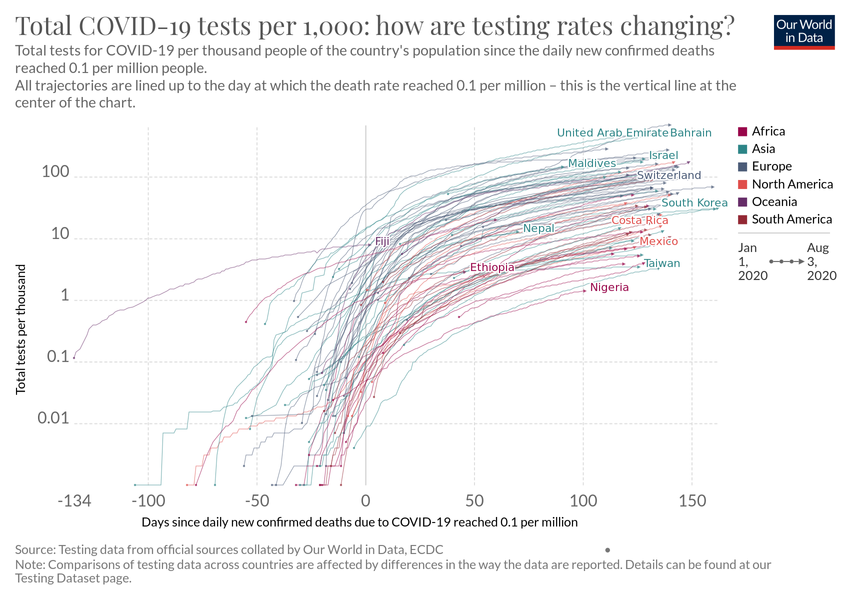 Total COVID-19 tests per 1,000: how are testing rates changing?
Our World
in Data
Total tests for COVID-19 per thousand people of the country's population since the daily new confirmed deaths
reached 0.1 per million people.
All trajectories are lined up to the day at which the death rate reached 0.1 per million – this is the vertical line at the
center of the chart.
United Arab Emirate
Bahrain
Israel
Maldives
Switzerland
South Korea
Costa Rica
Nepal
Mexico
Fiji
Taiwan
Ethiopia
Nigeria
Africa
Asia
Europe
North America
Oceania
South America
Jan
1,
2020
Aug
3,
2020
Total tests per thousand
100
10
1
0.1
0.01
-134
-100
-50
0
50
100
150
Days since daily new confirmed deaths due to COVID-19 reached 0.1 per million
Source: Testing data from official sources collated by Our World in Data, ECDC
Note: Comparisons of testing data across countries are affected by differences in the way the data are reported. Details can be found at our
Testing Dataset page.